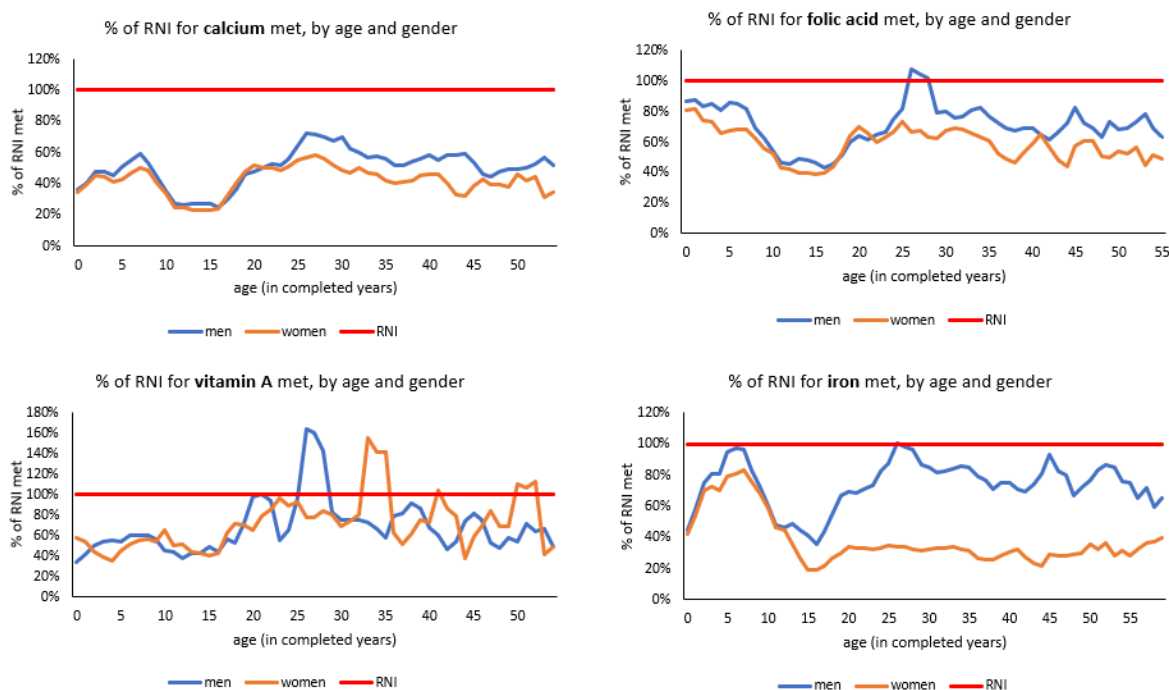 % of RNI for calcium met, by age and gender
% of RNI met
120%
100%
80%
60%
40%
20%
0%
0 5 10 15 20 25 30 35 40 45 50
age (in completed years)
men women RNI
% of RNI for folic acid met, by age and gender
% of RNI met
120%
100%
80%
60%
40%
20%
0%
0 5 10 15 20 25 30 35 40 45 50 55
age (in completed years)
men women RNI
% of RNI for vitamin A met, by age and gender
% of RNI met
180%
160%
140%
120%
100%
80%
60%
40%
20%
0%
0 5 10 15 20 25 30 35 40 45 50
age (in completed years)
men women RNI
% of RNI for iron met, by age and gender
% of RNI met
120%
100%
80%
60%
40%
20%
0%
0 5 10 15 20 25 30 35 40 45 50 55
age (in completed years)
men women RNI